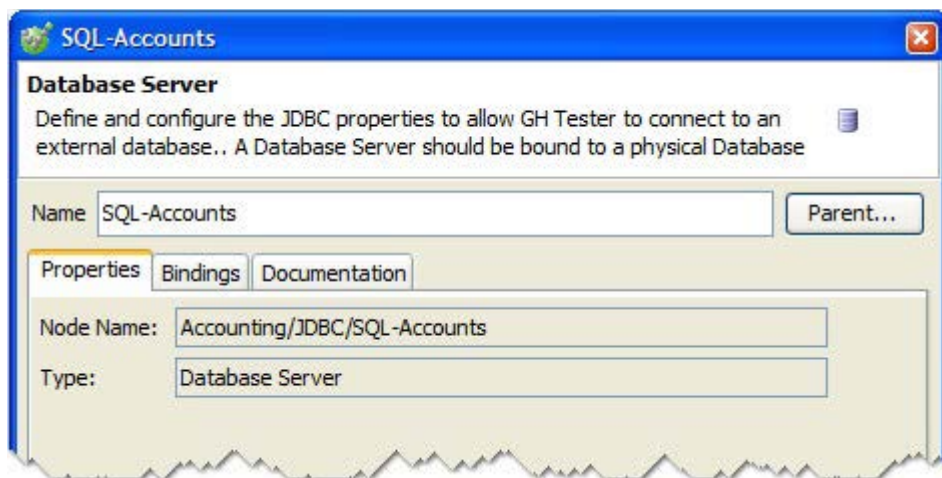 SQL-Accounts
Database Server
Define and configure the JDBC properties to allow GH Tester to connect to an
external database.. A Database Server should be bound to a physical Database
Name SQL-Accounts Parent...
Properties Bindings Documentation
Node Name: Accounting/JDBC/SQL-Accounts
Type: Database Server